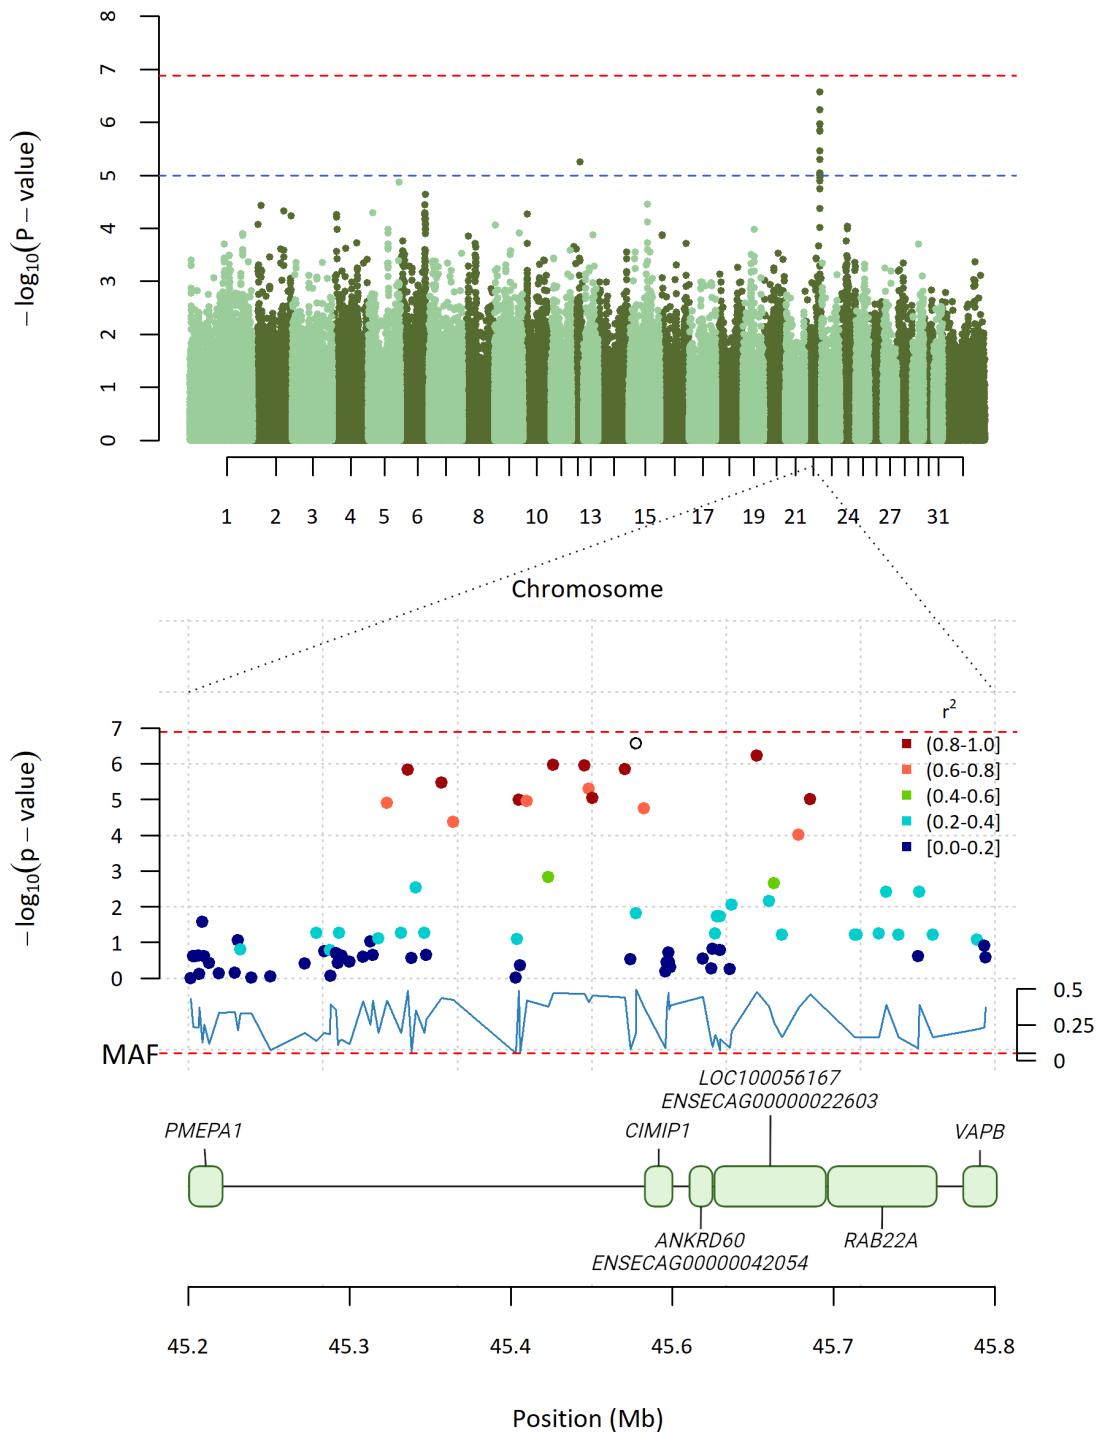 8
7
6
5
4
3
2
1
0
−log10(P − value)
1 2 3 4 5 6 8 10 13 15 17 19 21 24 27 31
Chromosome
r2
(0.8-1.0]
(0.6-0.8]
(0.4-0.6]
(0.2-0.4]
[0.0-0.2]
7
6
5
4
3
2
1
0
−log10(p − value)
0.5
0.25
0
MAF
LOC100056167
ENSECAG00000022603
PMEPA1 CIMIP1 VAPB
ANKRD60 RAB22A
ENSECAG00000042054
45.2 45.3 45.4 45.6 45.7 45.8
Position (Mb)